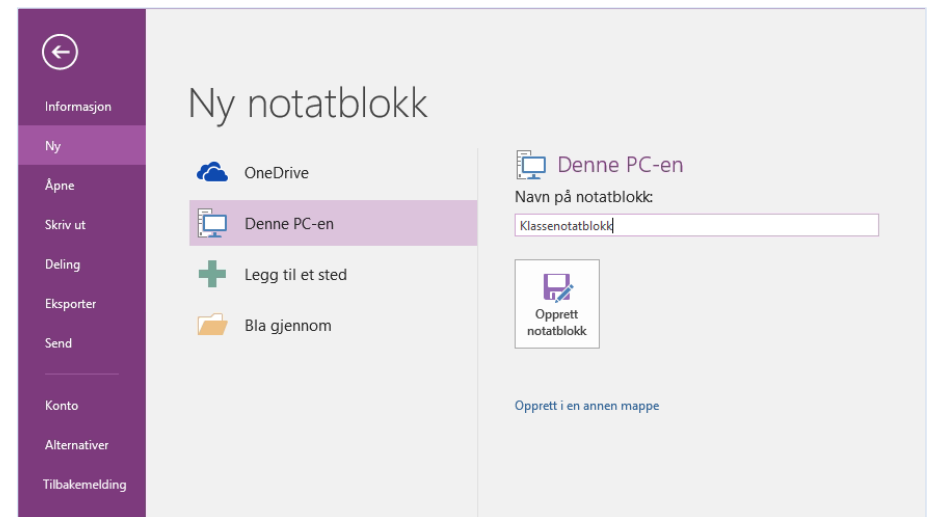 Informasjon
Ny
Åpne
Skriv ut
Deling
Eksporter
Send
Konto
Alternativer
Tilbakemelding
Ny notatblokk
OneDrive
Denne PC-en
Legg til et sted
Bla gjennom
Denne PC-en
Navn på notatblokk:
Klassenotatblokk
Opprett
notatblokk
Opprett i en annen mappe